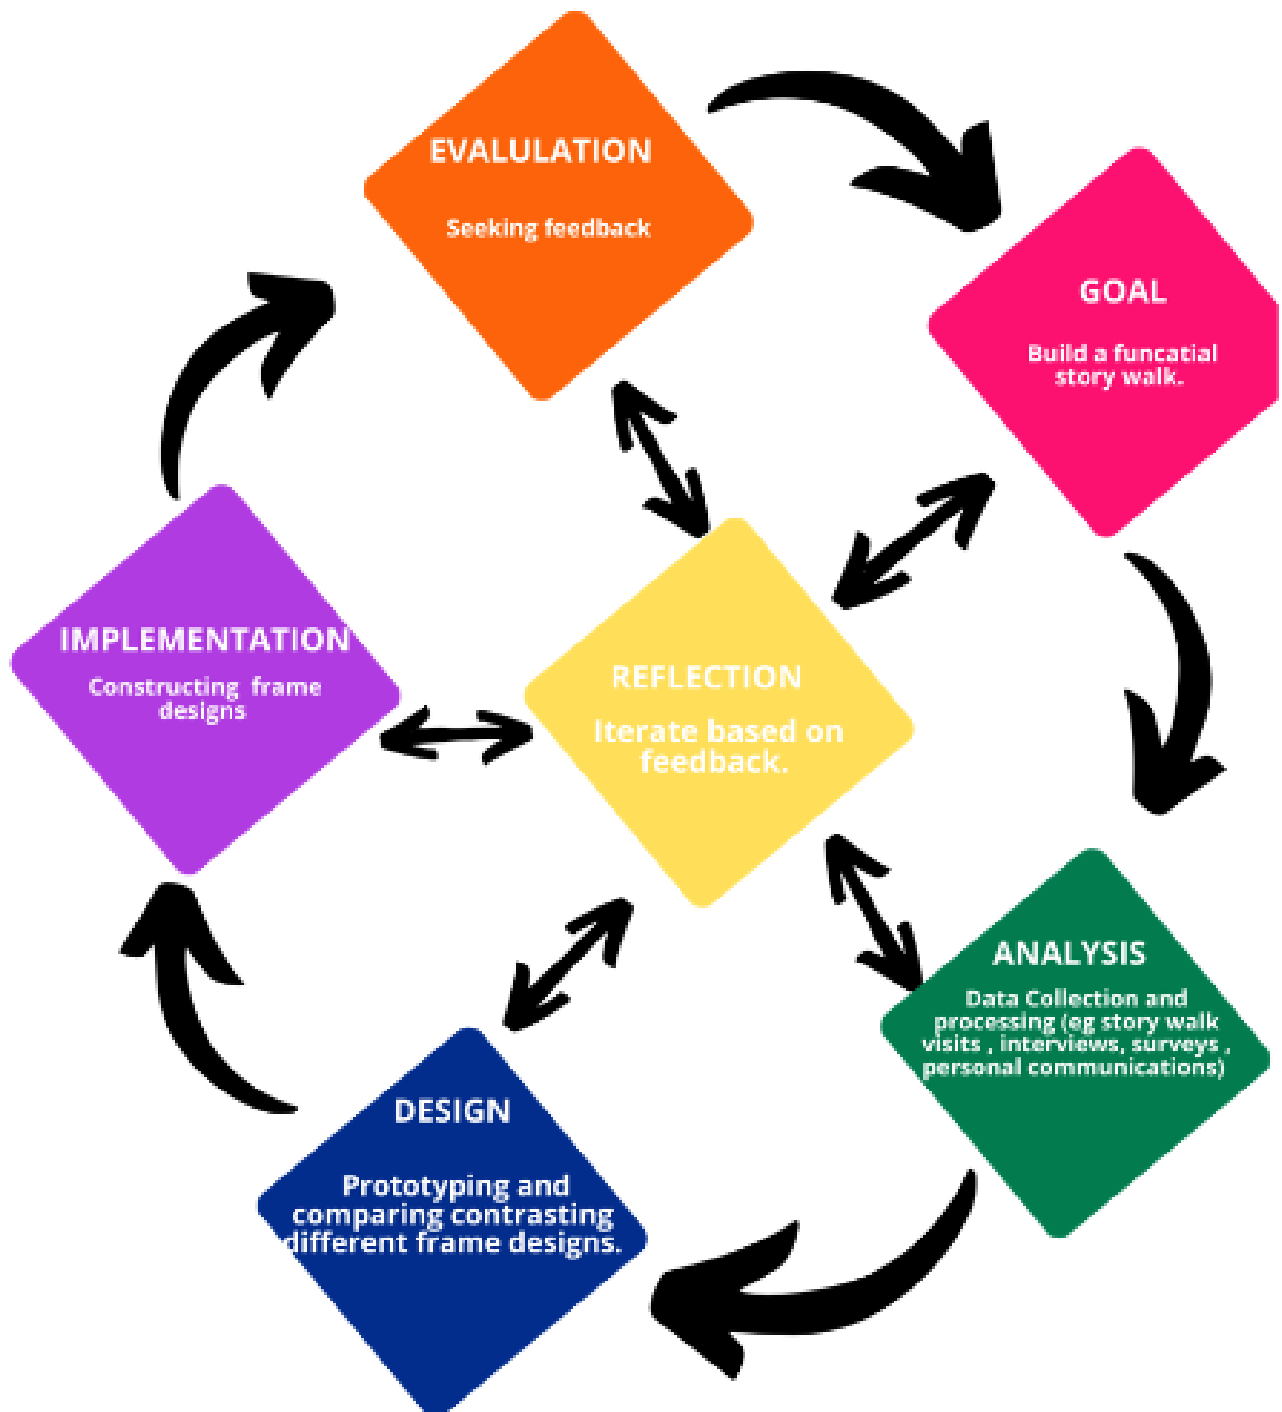 EVALULATION
Seeking feedback
GOAL
Build a funcatial
story walk.
IMPLEMENTATION
Constructing frame
designs
REFLECTION
Iterate based on
feedback.
ANALYSIS
Data Collection and
processing (eg story walk
visits , interviews, surveys ,
personal communications)
DESIGN
Prototyping and
comparing contrasting
different frame designs.